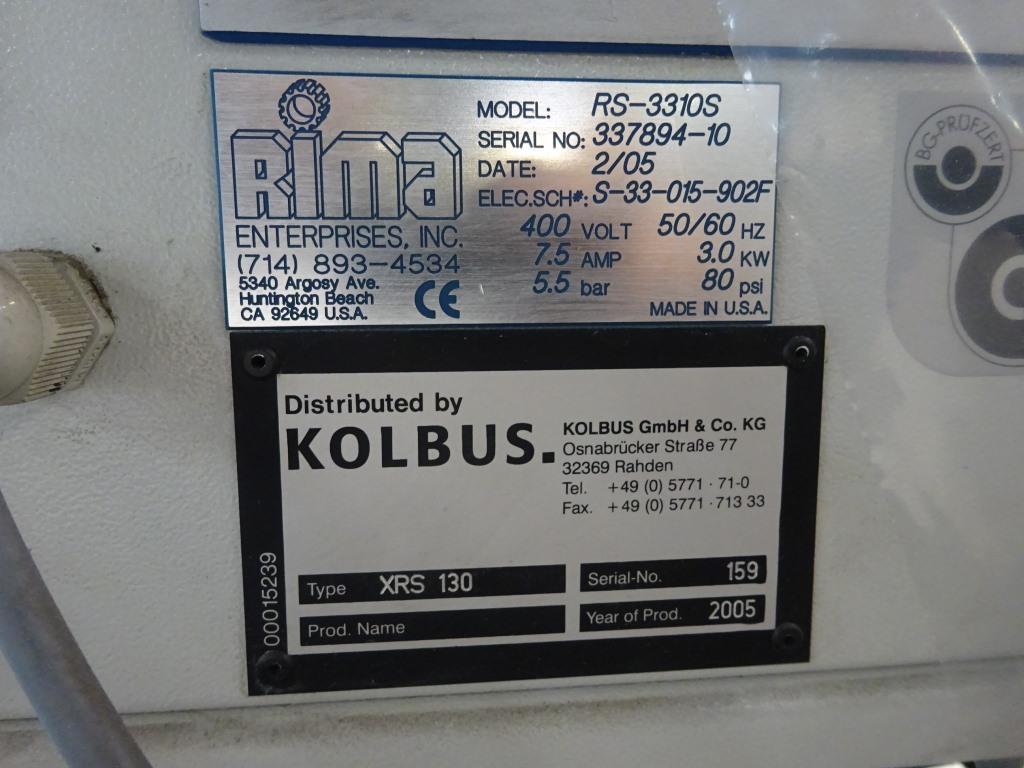 Rima
ENTERPRISES, INC.
(714) 893-4534
5340 Argosy Ave.
Huntington Beach
CA 92649 U.S.A.
CE
MODEL: RS-3310S
SERIAL NO: 337894-10
DATE: 2/05
ELEC.SCH#: S-33-015-902F
400 VOLT 50/60 HZ
7.5 AMP 3.0 KW
5.5 bar 80 psi
MADE IN U.S.A.
BG-PRÜFZERT
Distributed by
KOLBUS.
KOLBUS GmbH & Co. KG
Osnabrücker Straße 77
32369 Rahden
Tel. +49 (0) 5771 · 71-0
Fax. +49 (0) 5771 · 713 33
00015239
Type XRS 130
Serial-No. 159
Prod. Name
Year of Prod. 2005